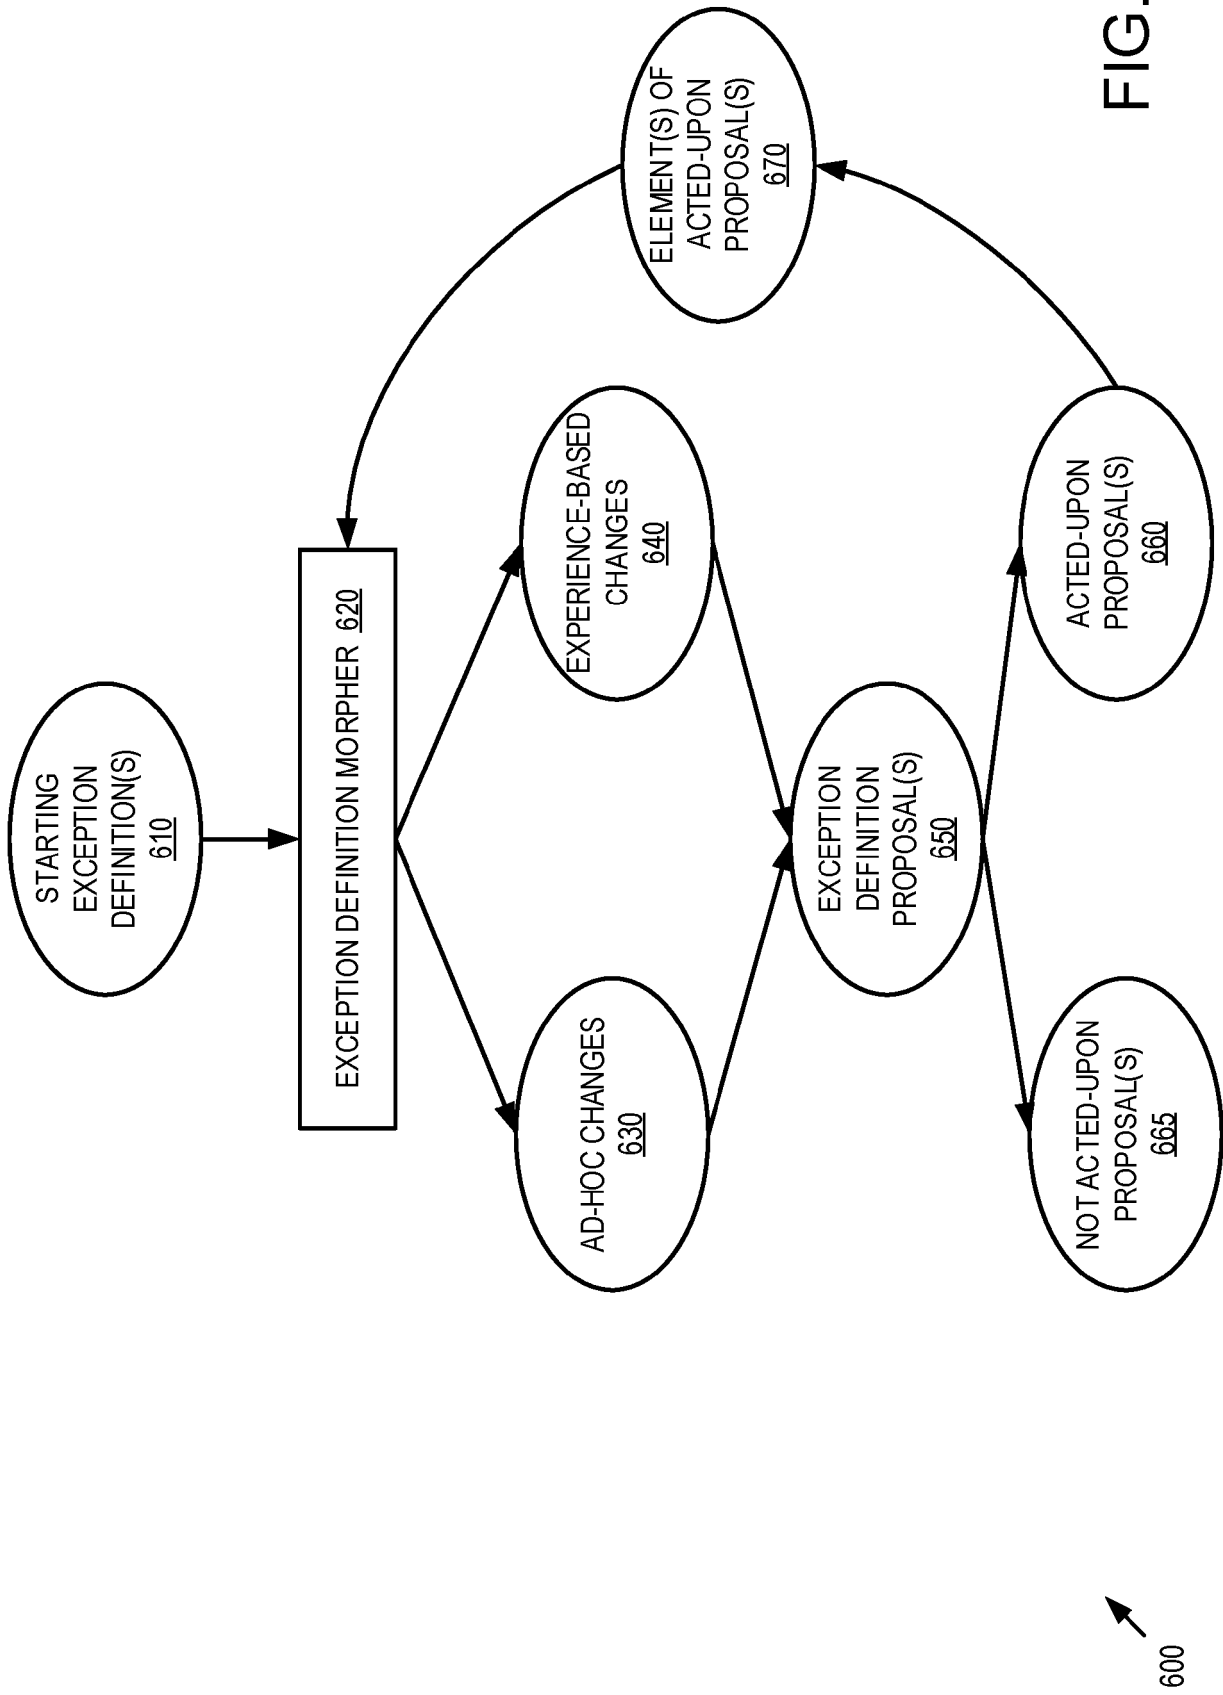 STARTING
EXCEPTION
DEFINITION(S)
610
EXCEPTION DEFINITION MORPHER 620
AD-HOC CHANGES
630
EXPERIENCE-BASED
CHANGES
640
ELEMENT(S) OF
ACTED-UPON
PROPOSAL(S)
670
EXCEPTION
DEFINITION
PROPOSAL(S)
650
NOT ACTED-UPON
PROPOSAL(S)
665
ACTED-UPON
PROPOSAL(S)
660
600
FIG.